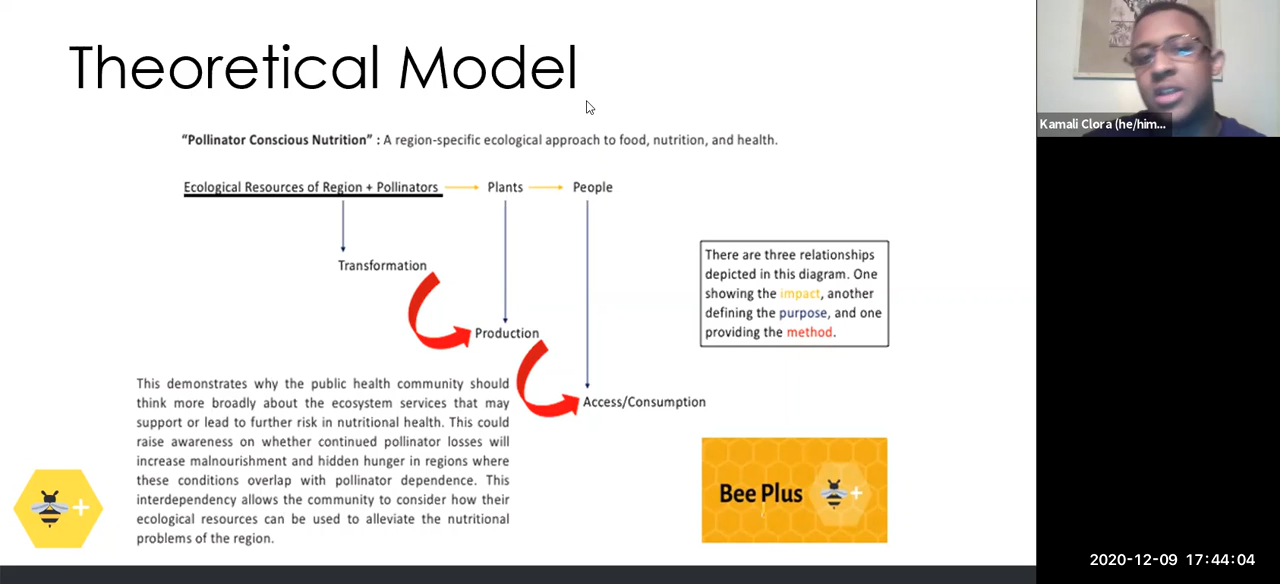 Theoretical Model
"Pollinator Conscious Nutrition" : A region-specific ecological approach to food, nutrition, and health.
Ecological Resources of Region + Pollinators
Plants
People
Transformation
Production
Access/Consumption
There are three relationships
depicted in this diagram. One
showing the impact, another
defining the purpose, and one
providing the method.
This demonstrates why the public health community should
think more broadly about the ecosystem services that may
support or lead to further risk in nutritional health. This could
raise awareness on whether continued pollinator losses will
increase malnourishment and hidden hunger in regions where
these conditions overlap with pollinator dependence. This
interdependency allows the community to consider how their
ecological resources can be used to alleviate the nutritional
problems of the region.
+
Bee Plus +
Kamali Clora (he/him...
2020-12-09 17:44:04